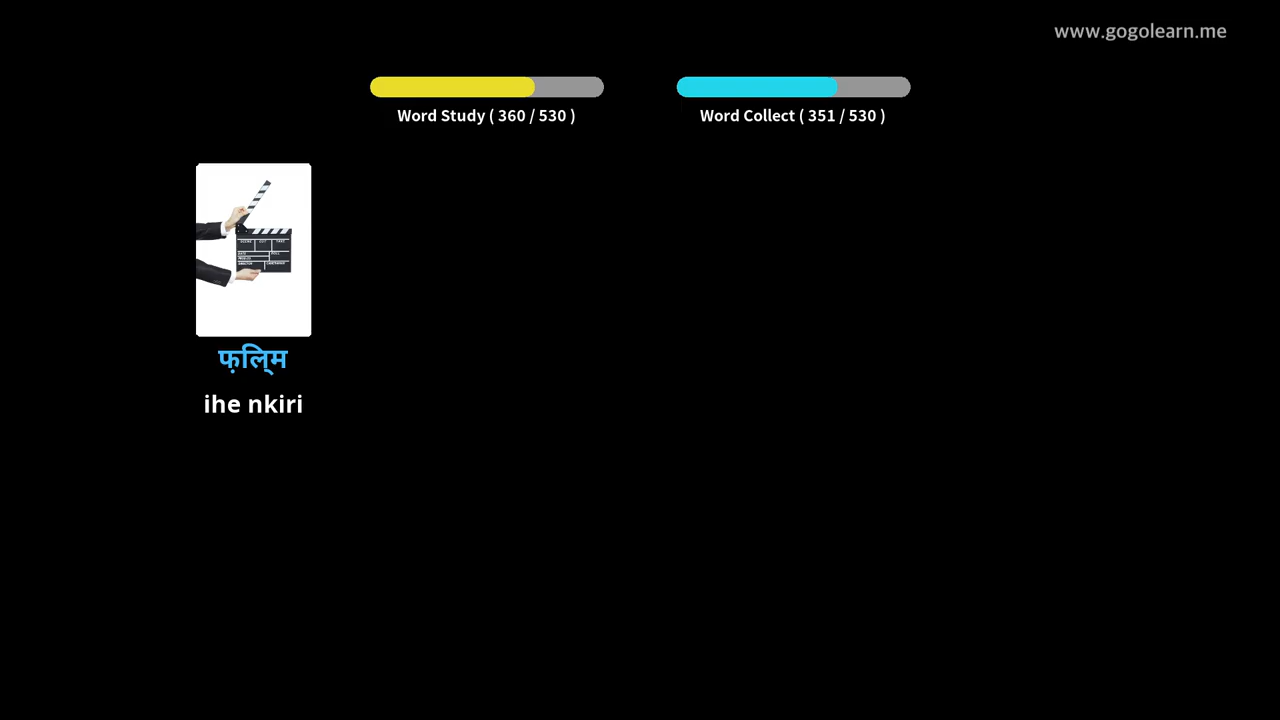 www.gogolearn.me
Word Study ( 360 / 530 )
Word Collect ( 351 / 530 )
फ़लि्म
ihe nkiri